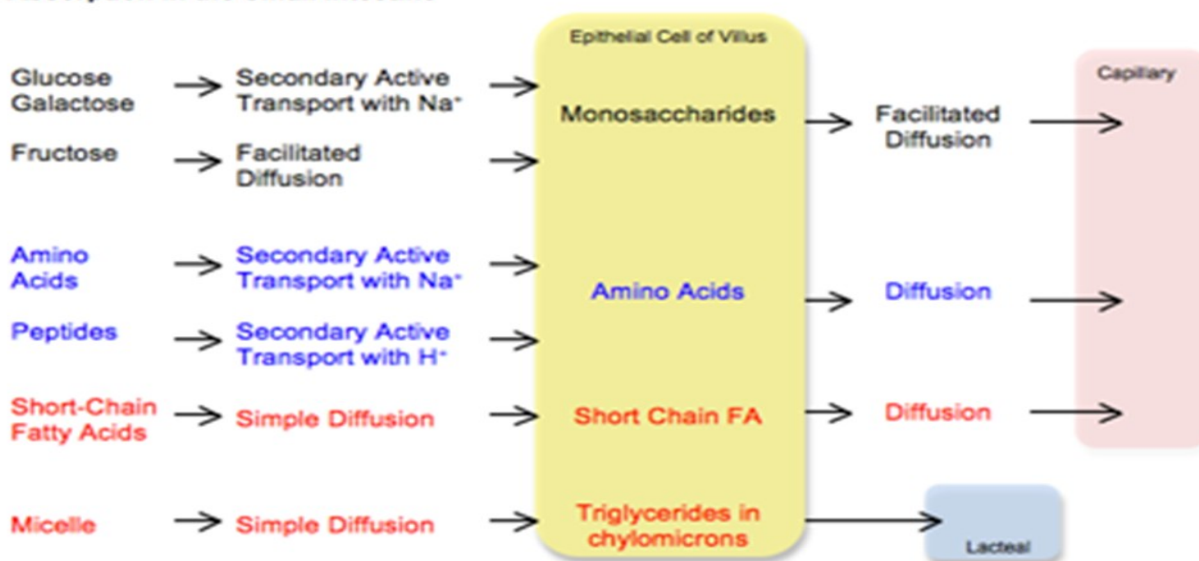 Epithelial Cell of Villus
Capillary
Glucose
Galactose
Secondary Active
Transport with Na⁺
Monosaccharides
Facilitated
Diffusion
Fructose
Facilitated
Diffusion
Amino
Acids
Secondary Active
Transport with Na⁺
Amino Acids
Diffusion
Peptides
Secondary Active
Transport with H⁺
Short-Chain
Fatty Acids
Simple Diffusion
Short Chain FA
Diffusion
Micelle
Simple Diffusion
Triglycerides in
chylomicrons
Lacteal